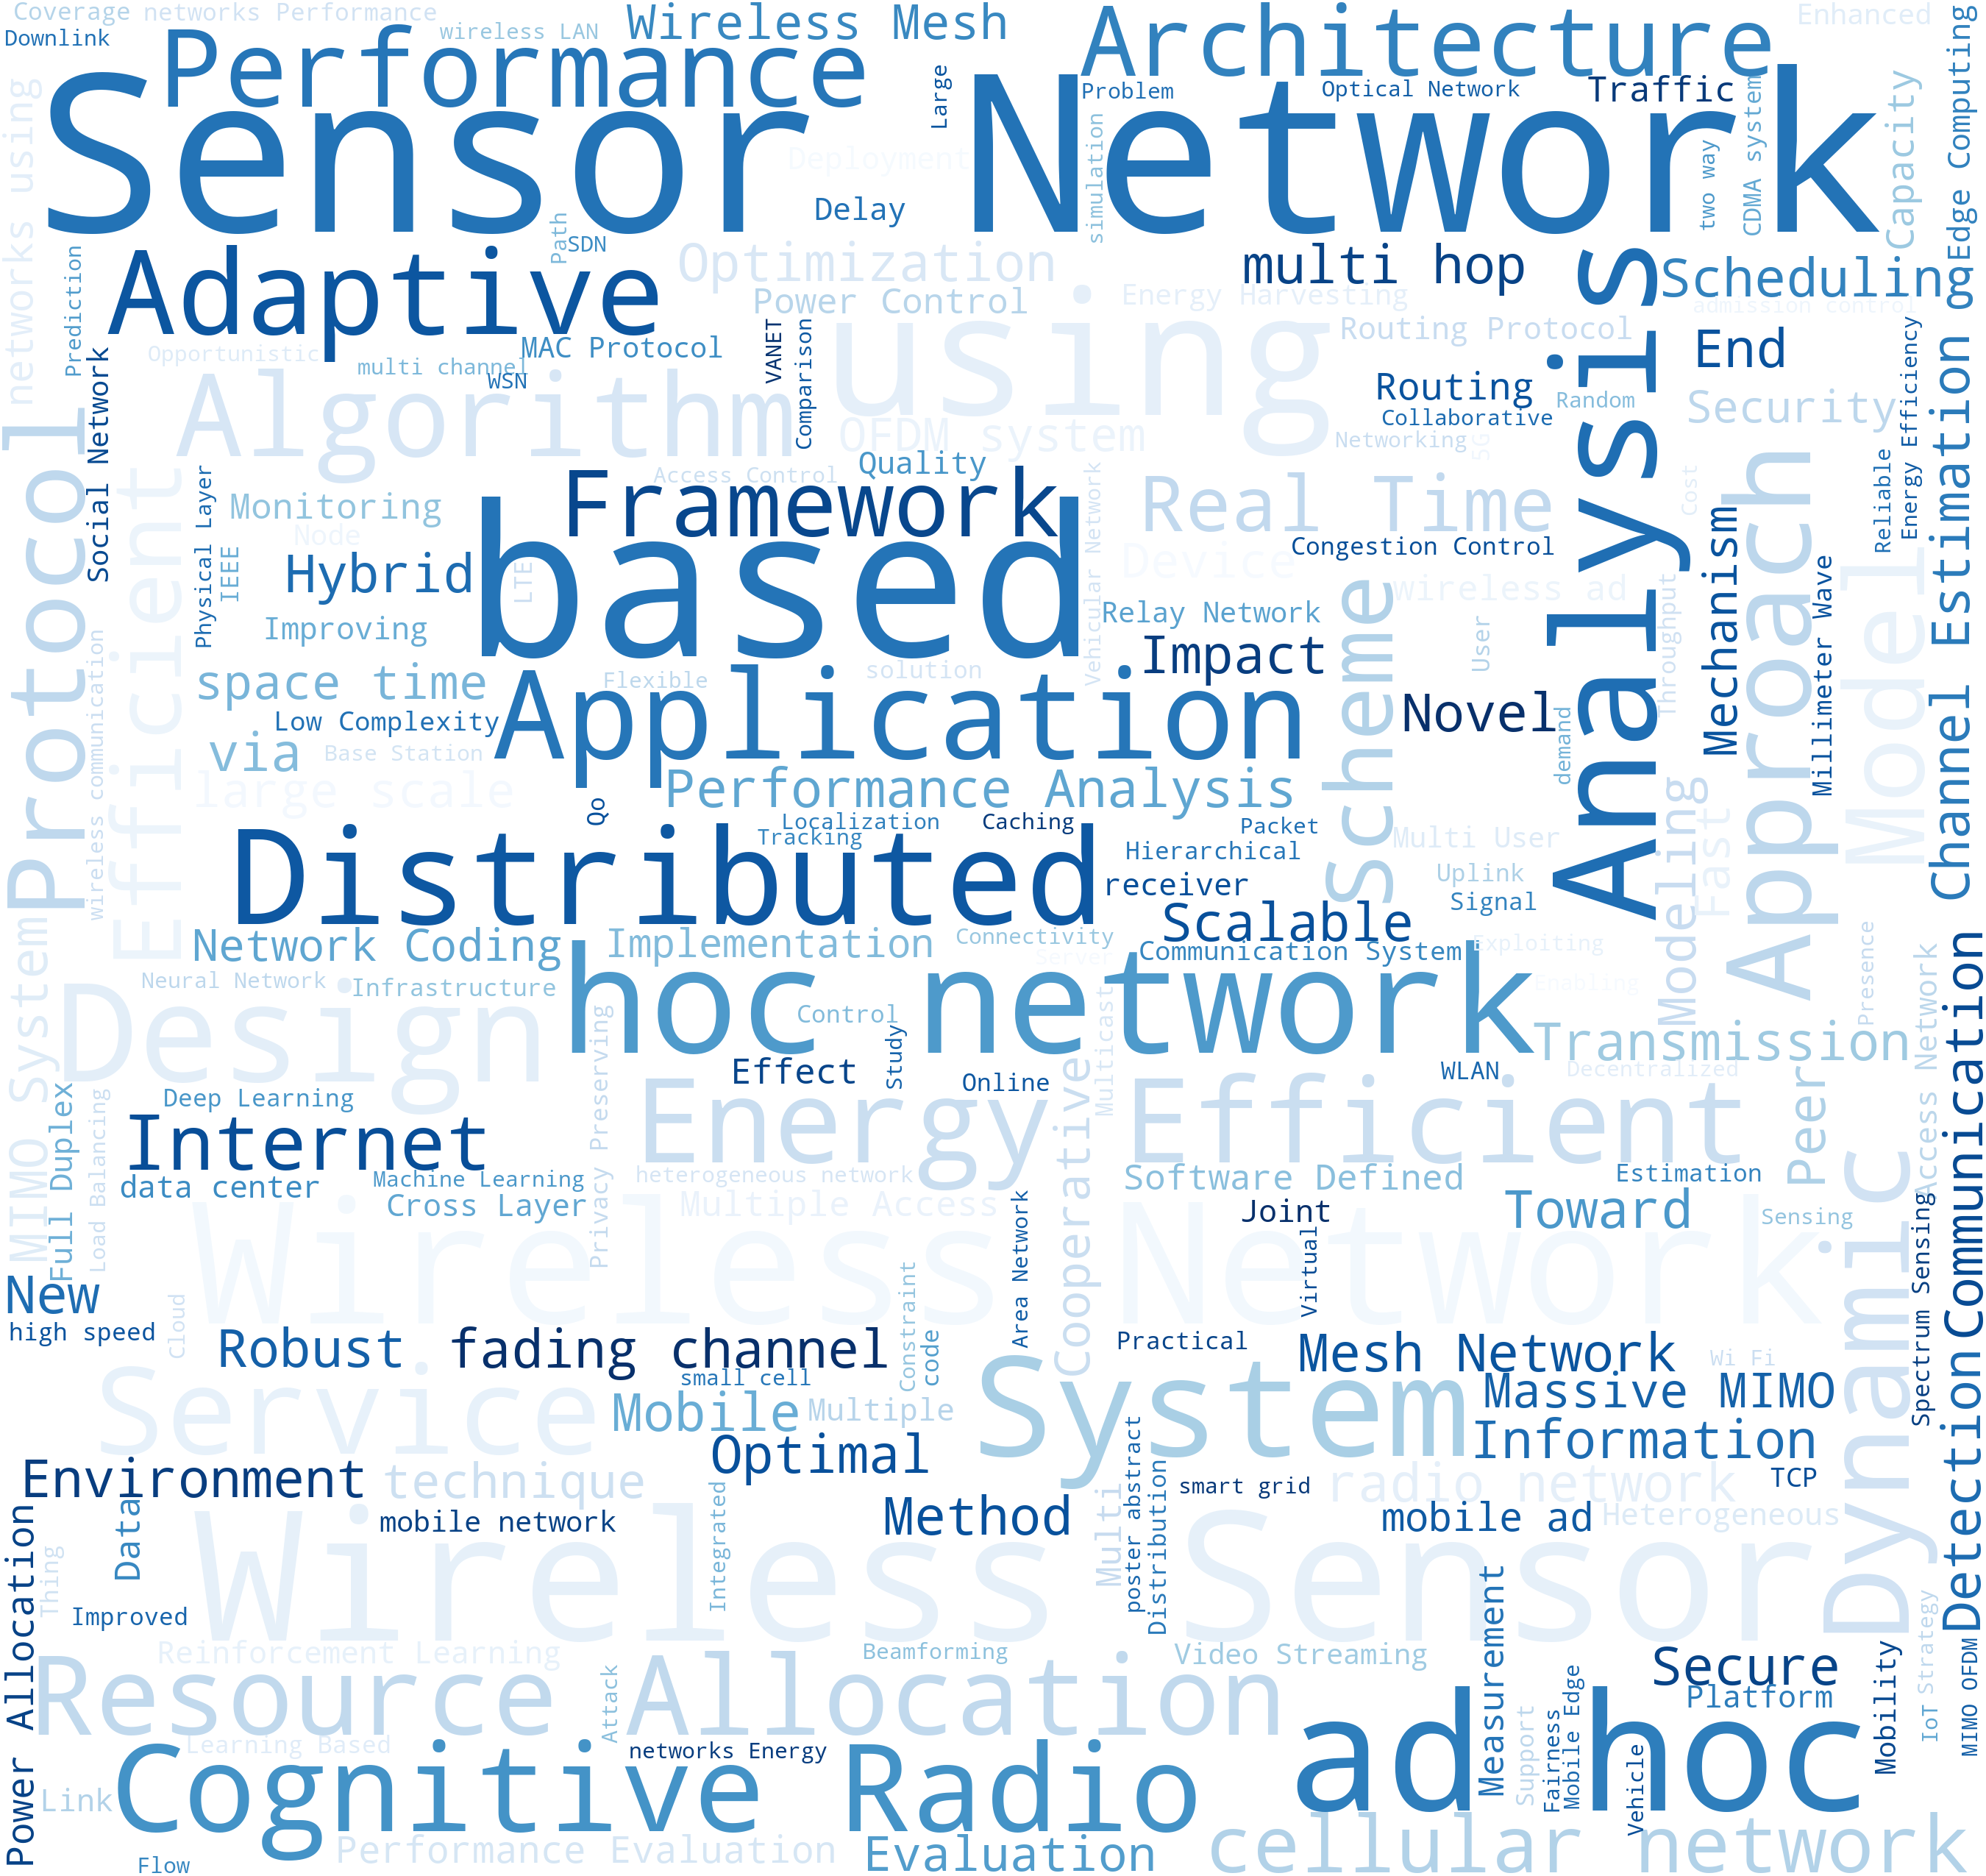 Coverage
networks Performance
Downlink
wireless LAN
Wireless Mesh
Architecture
Enhanced
Performance
Sensor Network
Large
Problem
Optical Network
Traffic
Edge Computing
networks using
Deployment
simulation
two way
CDMA system
Capacity
Delay
Path
SDN
Adaptive
Prediction
Optimization
Power Control
multi hop
Energy Harvesting
Scheduling
admission control
using
Routing Protocol
Analysis
End
Opportunistic
multi channel
WSN
MAC Protocol
VANET
Comparison
Social Network
Algorithm
OFDM system
Routing
Collaborative
Random
Networking
5G
Security
Energy Efficiency
Channel Estimation
Protocol
Efficient
Physical Layer
IEEE
Monitoring
Node
Access Control
Quality
Framework
Vehicular Network
Real Time
Cost
Reliable
Mechanism
Approach
Model
Hybrid
LTE
based
Device
Congestion Control
wireless ad
Improving
Relay Network
Impact
Scheme
User
Throughput
Millimeter Wave
space time
Flexible
solution
Application
Novel
Low Complexity
via
Base Station
demand
wireless communication
large scale
Qo
Performance Analysis
Localization
Tracking
Caching
Packet
Multi User
Modeling
Fast
Distributed
Hierarchical
receiver
Uplink
Signal
Scalable
MIMO System
Network Coding
Implementation
Connectivity
Server
Communication System
Exploiting
Enabling
Presence
Access Network
Communication
Neural Network
Infrastructure
Design
hoc network
Control
Transmission
Privacy Preserving
Effect
Study
Online
Cooperative
Multicast
WLAN
Decentralized
Peer
Full Duplex
Load Balancing
Deep Learning
Internet
Energy Efficient
Machine Learning
data center
Cross Layer
heterogeneous network
Multiple Access
Software Defined
Estimation
Joint
Toward
Sensing
Dynamic
Spectrum Sensing
Wireless Network
Area Network
Virtual
New
high speed
Cloud
Constraint
code
Robust
fading channel
Practical
Mesh Network
Wi Fi
small cell
Service
Mobile
Multiple
System
Massive MIMO
Detection
Optimal
Information
Environment
technique
poster abstract
Distribution
smart grid
radio network
TCP
Power Allocation
Data
mobile network
Integrated
Method
Multi
mobile ad
Heterogeneous
Wireless Sensor
Thing
Improved
Measurement
Strategy
Reinforcement Learning
Beamforming
Video Streaming
Secure
Mobility
MIMO OFDM
Resource Allocation
Attack
Platform
IoT
ad hoc
Support
Fairness
Mobile Edge
Vehicle
Learning Based
networks Energy
Cognitive Radio
Link
Performance Evaluation
Evaluation
cellular network
Flow